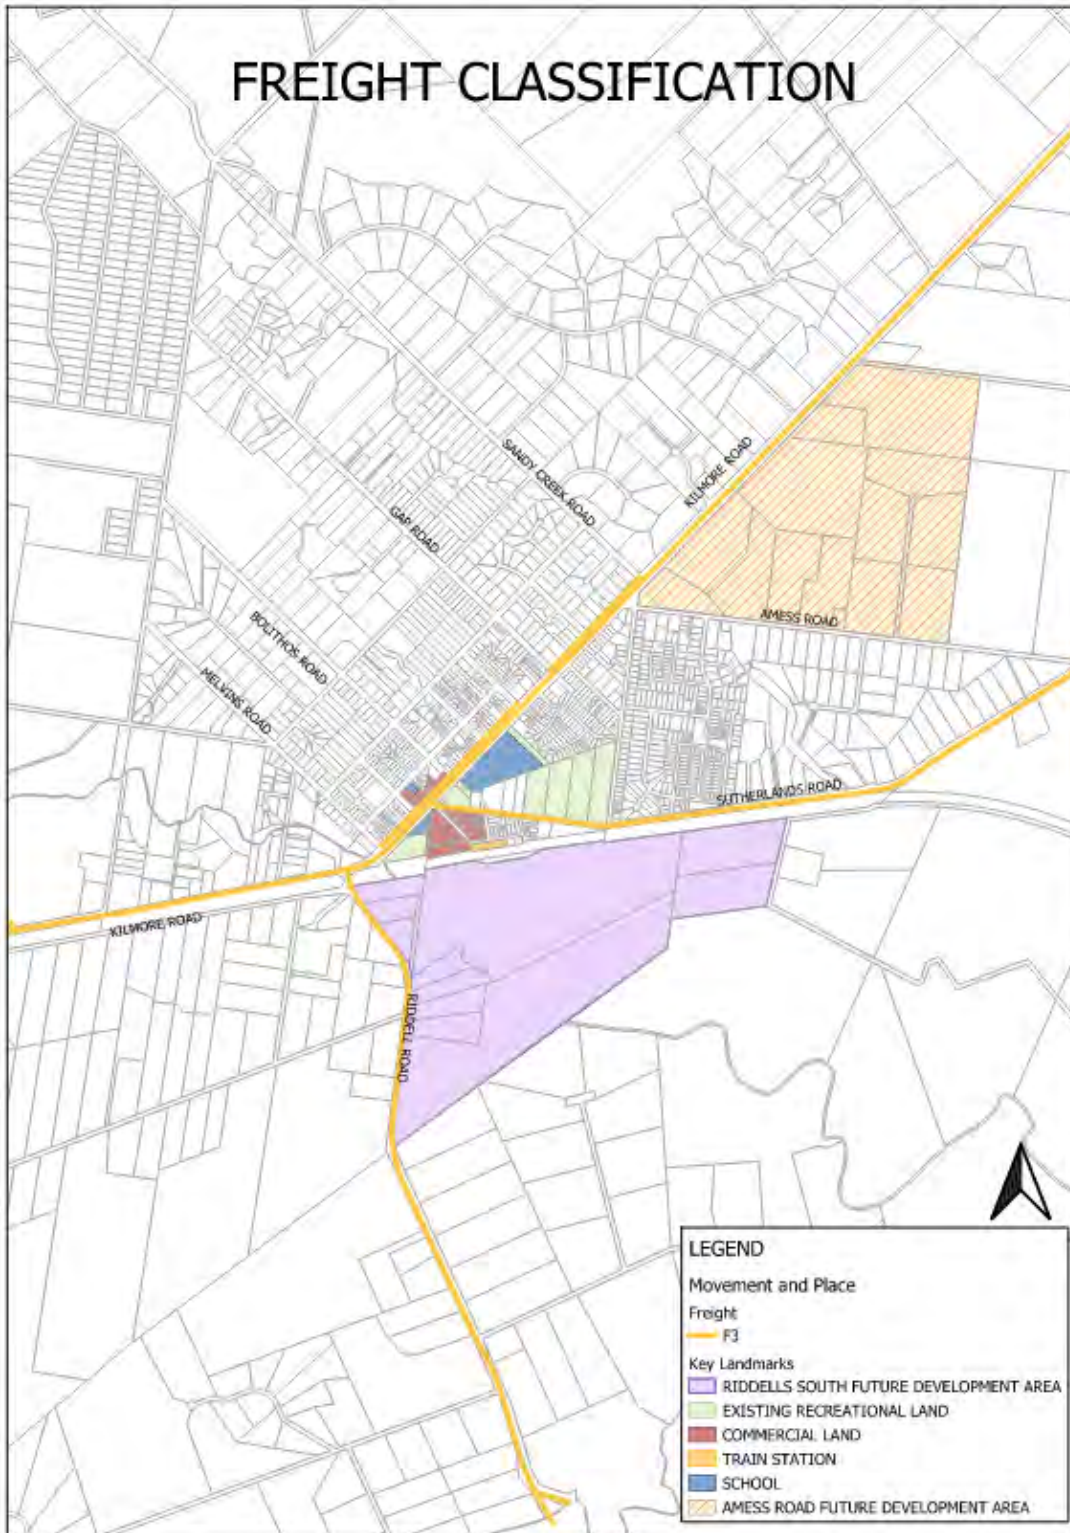 FREIGHT CLASSIFICATION
SANDY CREEK ROAD
KILMORE ROAD
GAP ROAD
AMESS ROAD
BOLITHOS ROAD
MELVINS ROAD
SUTHERLANDS ROAD
KILMORE ROAD
RIDDELL ROAD
LEGEND
Movement and Place
Freight
F3
Key Landmarks
RIDDELLS SOUTH FUTURE DEVELOPMENT AREA
EXISTING RECREATIONAL LAND
COMMERCIAL LAND
TRAIN STATION
SCHOOL
AMESS ROAD FUTURE DEVELOPMENT AREA